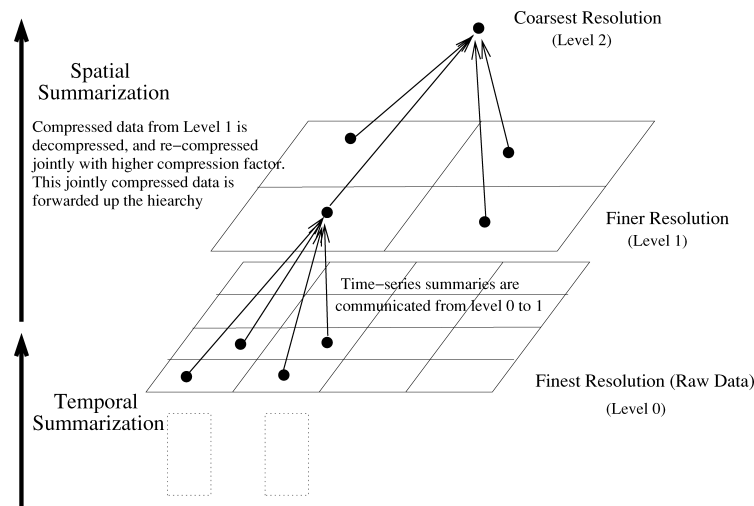 Coarsest Resolution
(Level 2)
Spatial
Summarization
Compressed data from Level 1 is
decompressed, and re−compressed
jointly with higher compression factor.
This jointly compressed data is
forwarded up the hiearchy
Finer Resolution
(Level 1)
Time−series summaries are
communicated from level 0 to 1
Finest Resolution (Raw Data)
(Level 0)
Temporal
Summarization